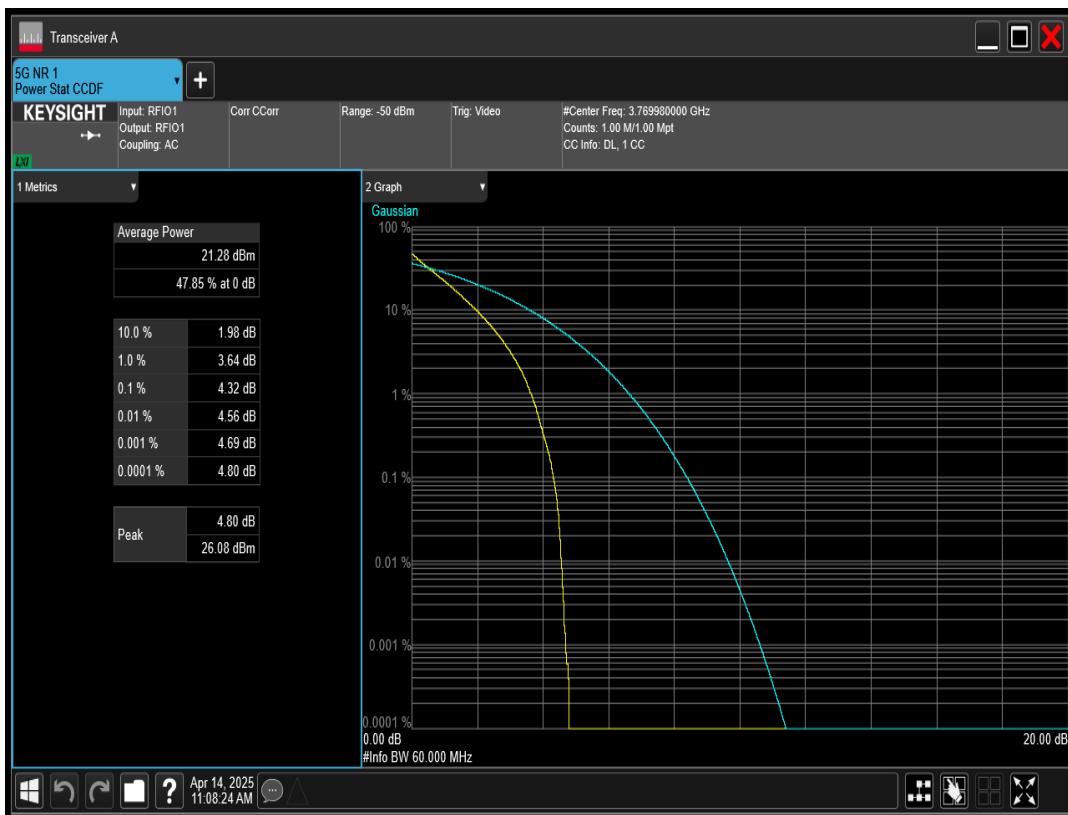 Transceiver A
5G NR 1
Power Stat CCDF
+
KEYSIGHT
LXI
Input: RFIO1
Output: RFIO1
Coupling: AC
Corr CCorr
Range: -50 dBm
Trig: Video
#Center Freq: 3.769980000 GHz
Counts: 1.00 M/1.00 Mpt
CC Info: DL, 1 CC
1 Metrics
Average Power
21.28 dBm
47.85 % at 0 dB
10.0 % 1.98 dB
1.0 % 3.64 dB
0.1 % 4.32 dB
0.01 % 4.56 dB
0.001 % 4.69 dB
0.0001 % 4.80 dB
Peak
4.80 dB
26.08 dBm
2 Graph
Gaussian
100 %
10 %
1 %
0.1 %
0.01 %
0.001 %
0.0001 %
0.00 dB
20.00 dB
#Info BW 60.000 MHz
?
Apr 14, 2025
11:08:24 AM